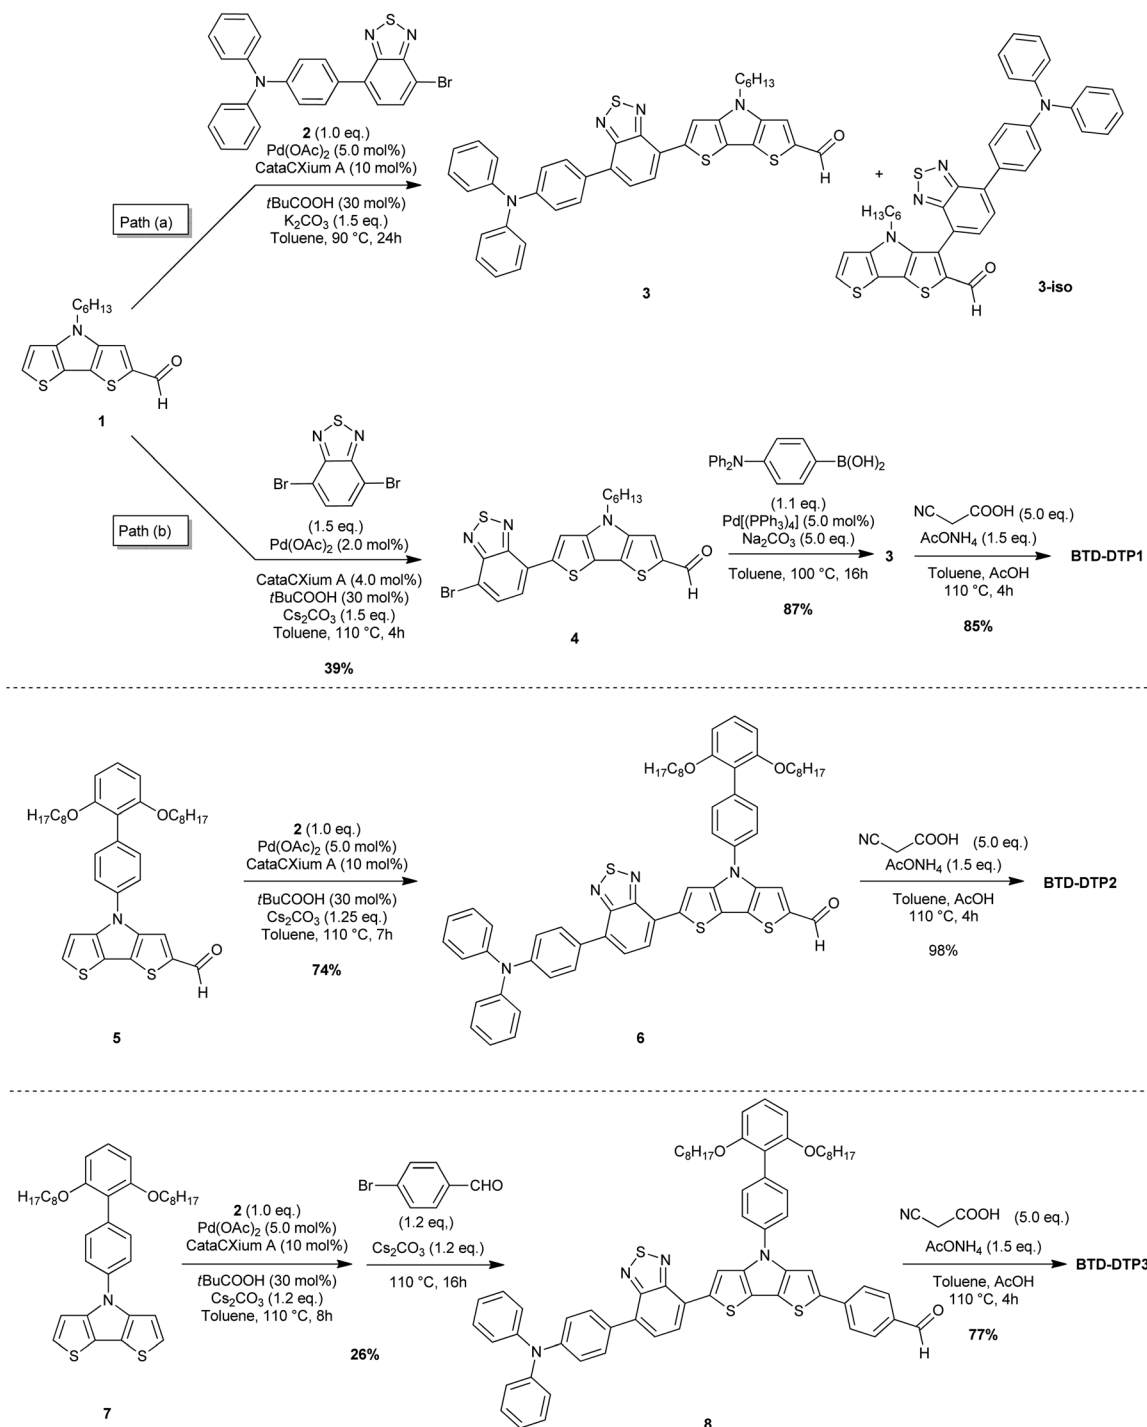 S
N
N
N
Br
2 (1.0 eq.)
Pd(OAc)2 (5.0 mol%)
CataCXium A (10 mol%)
tBuCOOH (30 mol%)
K2CO3 (1.5 eq.)
Toluene, 90 °C, 24h
Path (a)
C6H13
N
S
N
N
S
S
O
H
N
3
+
N
N
S
N
H13C6
N
S
S
O
H
3-iso
C6H13
N
S
S
O
H
1
Path (b)
S
N
N
Br
Br
(1.5 eq.)
Pd(OAc)2 (2.0 mol%)
CataCXium A (4.0 mol%)
tBuCOOH (30 mol%)
Cs2CO3 (1.5 eq.)
Toluene, 110 °C, 4h
39%
C6H13
N
S
N
N
S
S
O
H
Br
4
Ph2N
B(OH)2
(1.1 eq.)
Pd[(PPh3)4] (5.0 mol%)
Na2CO3 (5.0 eq.)
Toluene, 100 °C, 16h
87%
3
NC COOH (5.0 eq.)
AcONH4 (1.5 eq.)
Toluene, AcOH
110 °C, 4h
85%
BTD-DTP1
H17C8O
OC8H17
N
S
S
O
H
5
2 (1.0 eq.)
Pd(OAc)2 (5.0 mol%)
CataCXium A (10 mol%)
tBuCOOH (30 mol%)
Cs2CO3 (1.25 eq.)
Toluene, 110 °C, 7h
74%
H17C8O
OC8H17
N
S
N
N
S
S
O
H
N
6
NC COOH (5.0 eq.)
AcONH4 (1.5 eq.)
Toluene, AcOH
110 °C, 4h
98%
BTD-DTP2
H17C8O
OC8H17
N
S
S
7
2 (1.0 eq.)
Pd(OAc)2 (5.0 mol%)
CataCXium A (10 mol%)
tBuCOOH (30 mol%)
Cs2CO3 (1.2 eq.)
Toluene, 110 °C, 8h
Br
CHO
(1.2 eq,)
Cs2CO3 (1.2 eq.)
110 °C, 16h
26%
C8H17O
OC8H17
N
S
N
N
S
S
O
H
N
8
NC COOH (5.0 eq.)
AcONH4 (1.5 eq.)
Toluene, AcOH
110 °C, 4h
77%
BTD-DTP3